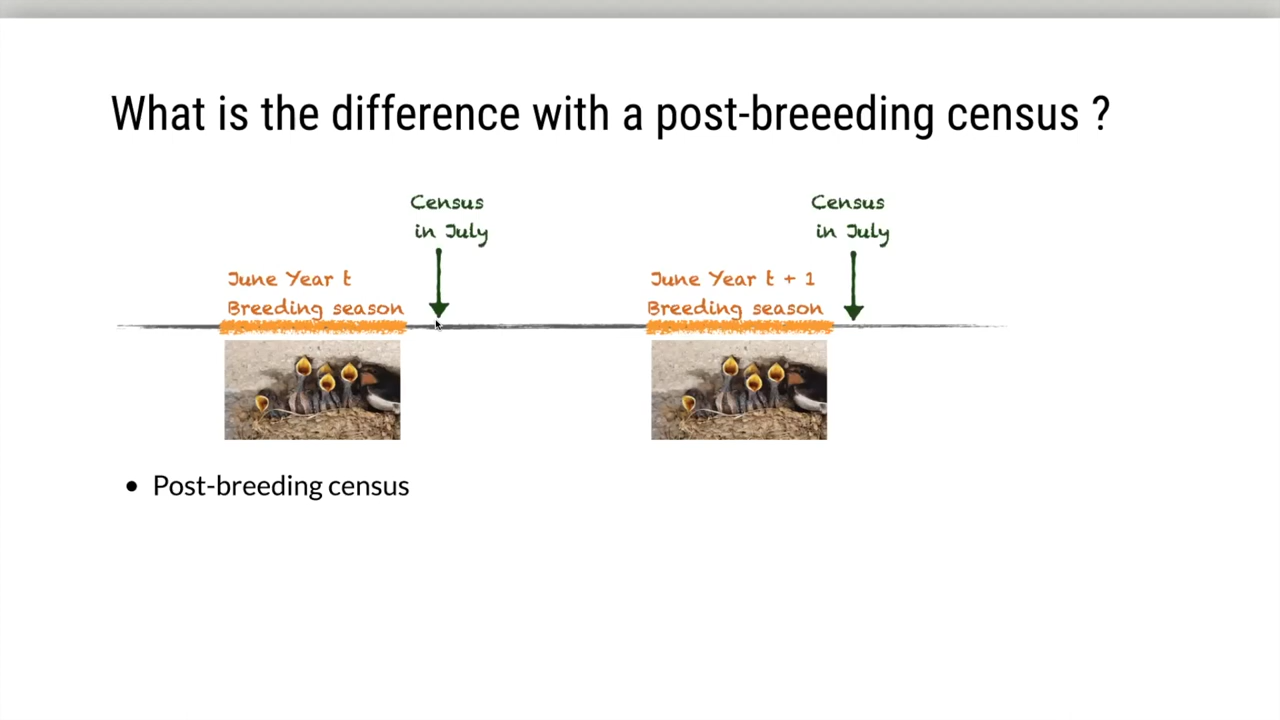 What is the difference with a post-breeeding census ?
Census
in July
Census
in July
June Year t
Breeding season
June Year t + 1
Breeding season
• Post-breeding census